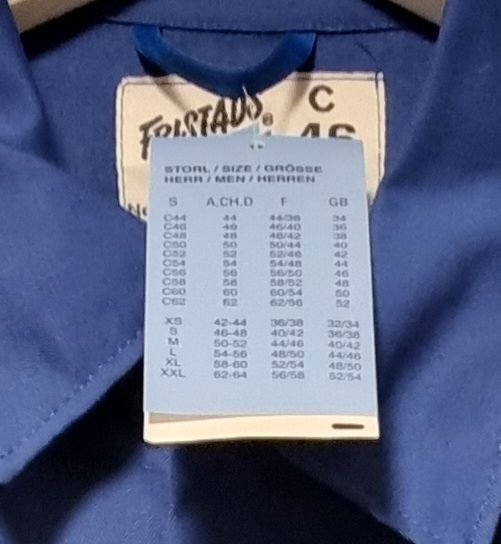 FRISTADS®
C
46
STORL / SIZE / GRÖSSE
HERR / MEN / HERREN
S A,CH,D F GB
C44 44 44/38 34
C46 46 46/40 36
C48 48 48/42 38
C50 50 50/44 40
C52 52 52/46 42
C54 54 54/48 44
C56 56 56/50 46
C58 58 58/52 48
C60 60 60/54 50
C62 62 62/56 52
XS 42-44 36/38 32/34
S 46-48 40/42 36/38
M 50-52 44/46 40/42
L 54-56 48/50 44/46
XL 58-60 52/54 48/50
XXL 62-64 56/58 52/54